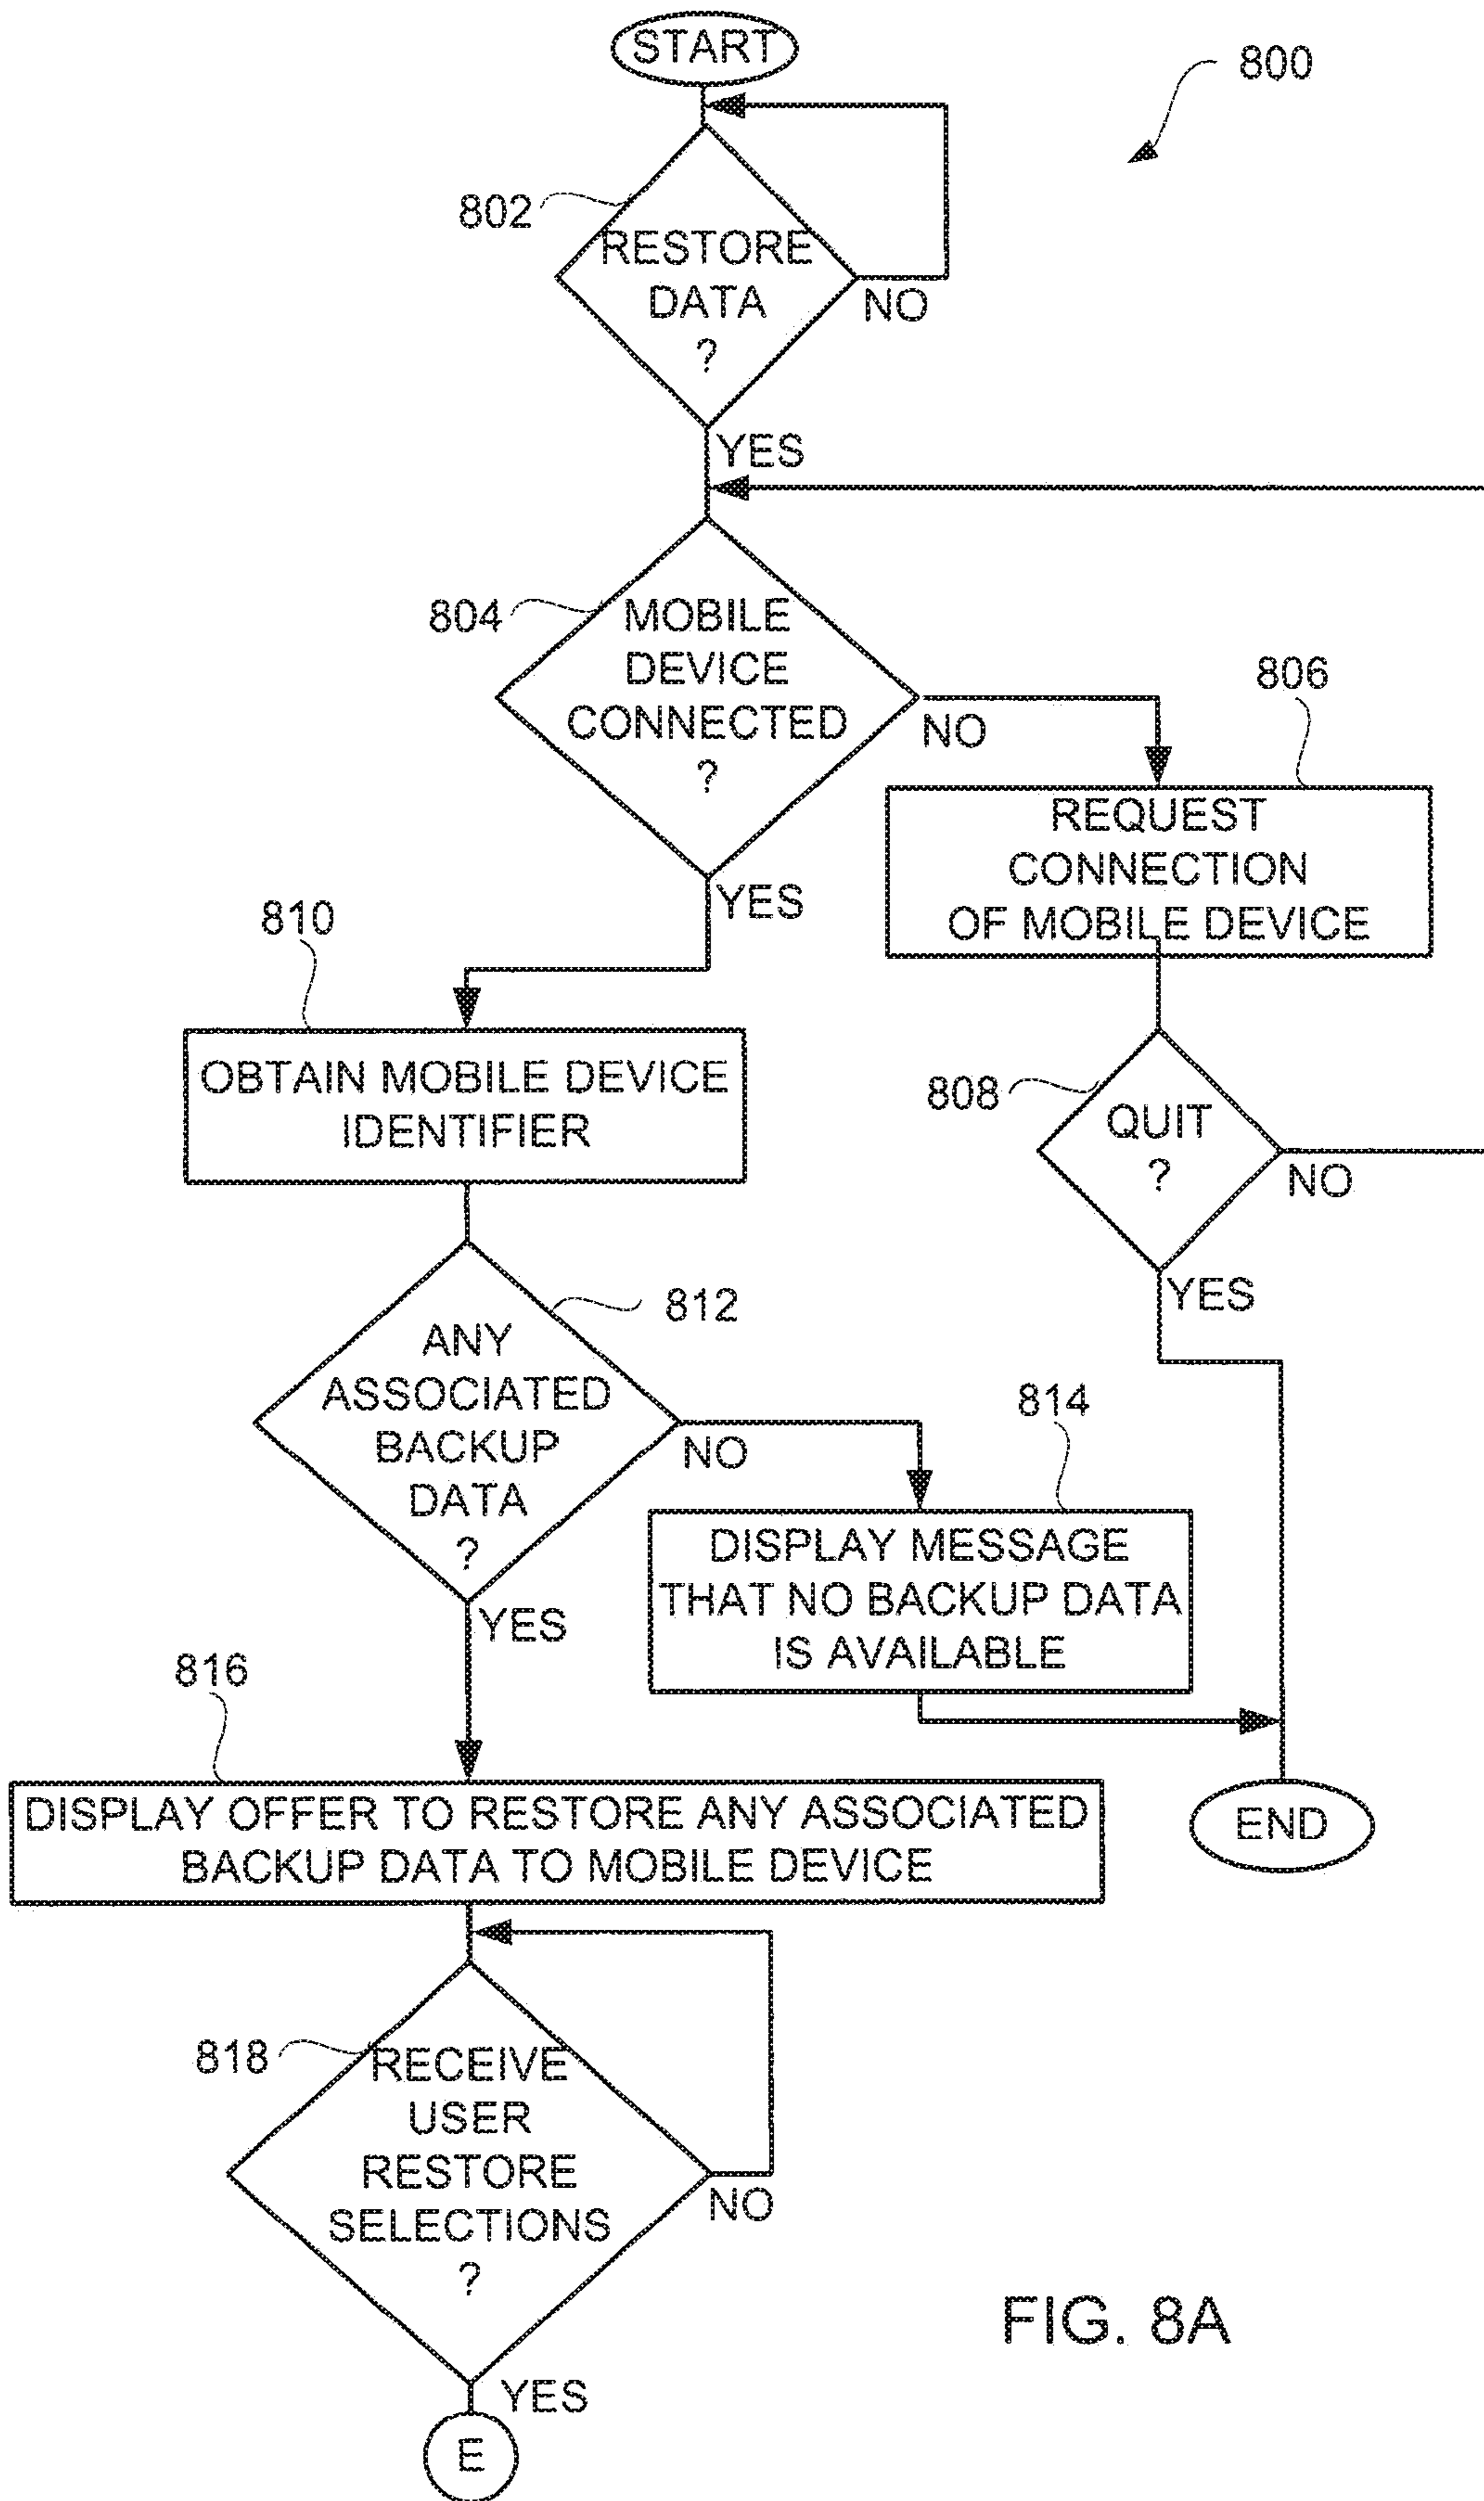 START
800
802
RESTORE
DATA
?
NO
YES
804
MOBILE
DEVICE
CONNECTED
?
NO
YES
806
REQUEST
CONNECTION
OF MOBILE DEVICE
810
OBTAIN MOBILE DEVICE
IDENTIFIER
808
QUIT
?
NO
YES
812
ANY
ASSOCIATED
BACKUP
DATA
?
NO
YES
814
DISPLAY MESSAGE
THAT NO BACKUP DATA
IS AVAILABLE
816
DISPLAY OFFER TO RESTORE ANY ASSOCIATED
BACKUP DATA TO MOBILE DEVICE
END
818
RECEIVE
USER
RESTORE
SELECTIONS
?
NO
YES
E
FIG. 8A